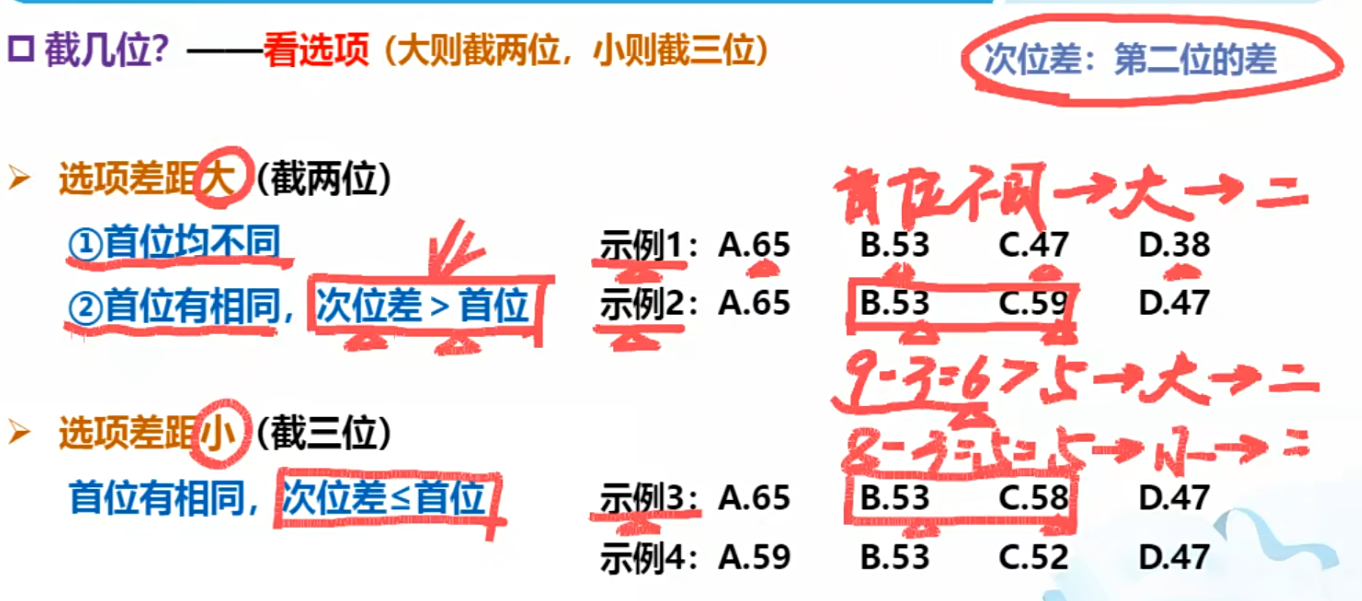 截几位？——看选项（大则截两位，小则截三位）
次位差：第二位的差
选项差距大（截两位）
首位不同→大→二
①首位均不同 示例1：A.65 B.53 C.47 D.38
②首位有相同，次位差＞首位 示例2：A.65 B.53 C.59 D.47
9-3=6>5→大→二
选项差距小（截三位）
8-3=5=5→小→三
首位有相同，次位差≤首位 示例3：A.65 B.53 C.58 D.47
示例4：A.59 B.53 C.52 D.47